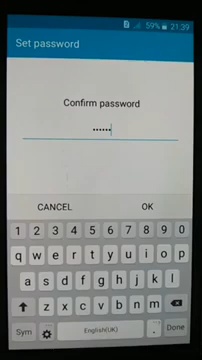 59% 21:39
Set password
Confirm password
••••••
CANCEL OK
1 2 3 4 5 6 7 8 9 0
q w e r t y u i o p
a s d f g h j k l
z x c v b n m
Sym English(UK) . Done